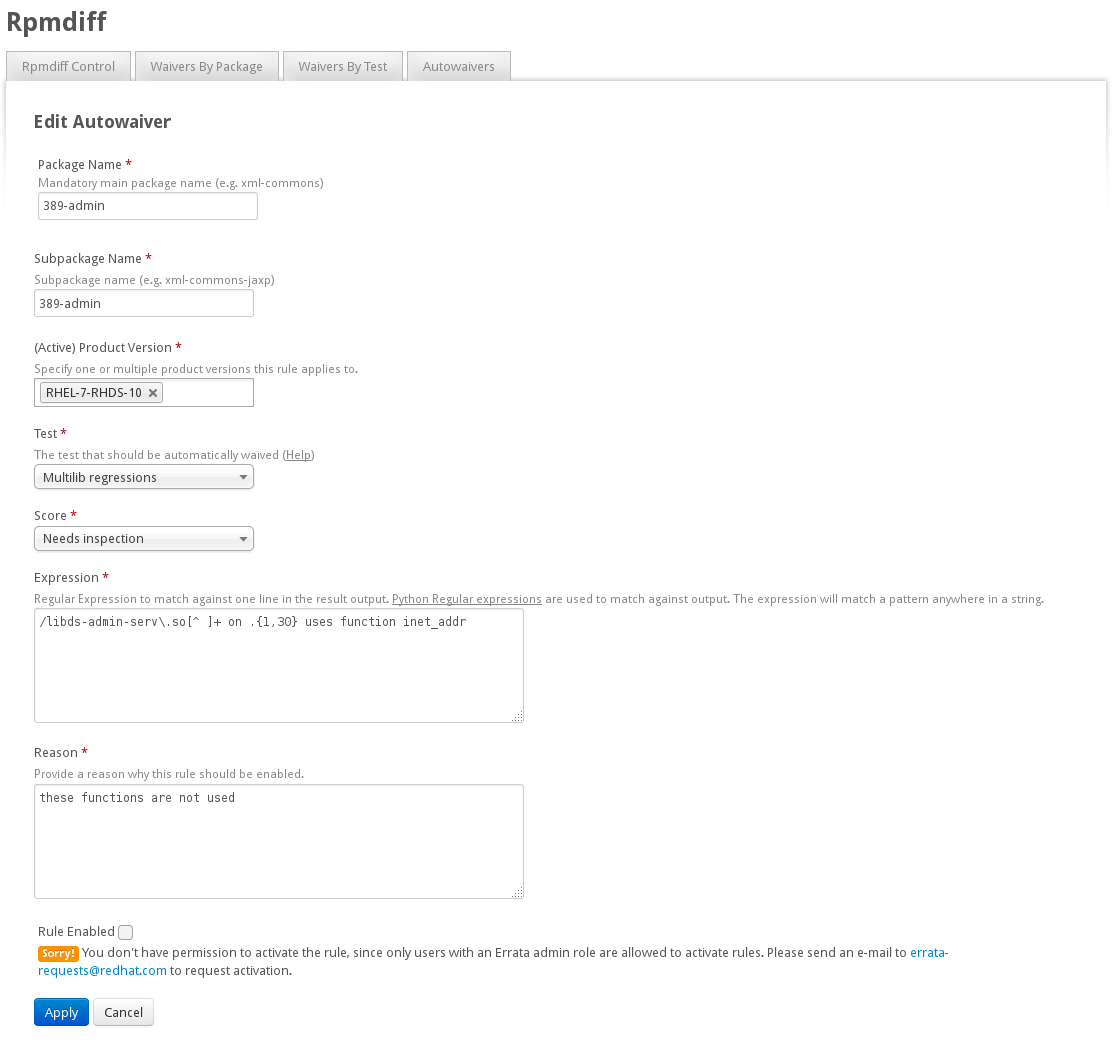 Rpmdiff
Rpmdiff Control Waivers By Package Waivers By Test Autowaivers
Edit Autowaiver
Package Name *
Mandatory main package name (e.g. xml-commons)
389-admin
Subpackage Name *
Subpackage name (e.g. xml-commons-jaxp)
389-admin
(Active) Product Version *
Specify one or multiple product versions this rule applies to.
RHEL-7-RHDS-10
Test *
The test that should be automatically waived (Help)
Multilib regressions
Score *
Needs inspection
Expression *
Regular Expression to match against one line in the result output. Python Regular expressions are used to match against output. The expression will match a pattern anywhere in a string.
/libds-admin-serv\.so[^ ]+ on .{1,30} uses function inet_addr
Reason *
Provide a reason why this rule should be enabled.
these functions are not used
Rule Enabled
Sorry! You don't have permission to activate the rule, since only users with an Errata admin role are allowed to activate rules. Please send an e-mail to errata-
requests@redhat.com to request activation.
Apply Cancel